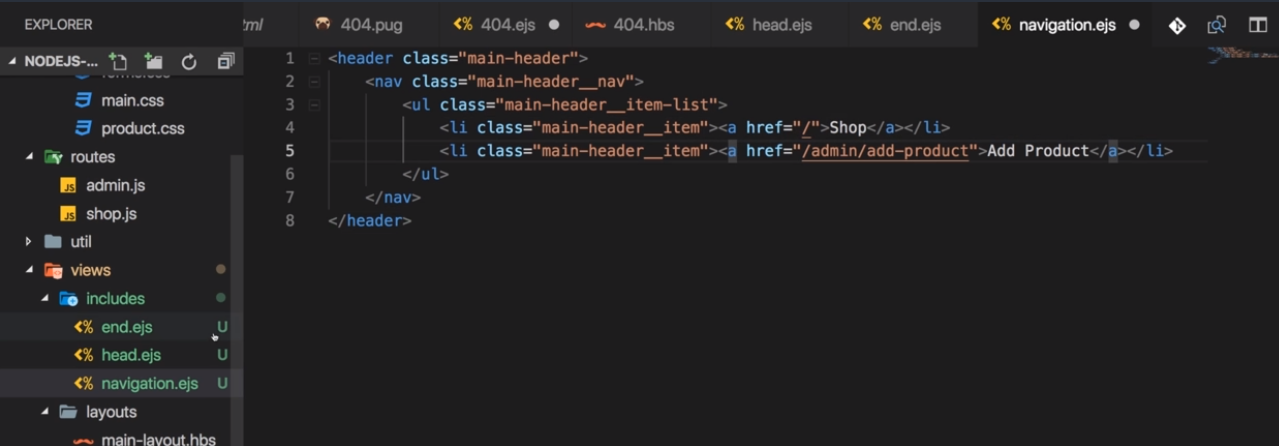 EXPLORER
ml
404.pug
404.ejs
404.hbs
head.ejs
end.ejs
navigation.ejs
NODEJS-...
main.css
product.css
routes
admin.js
shop.js
util
views
includes
end.ejs U
head.ejs U
navigation.ejs U
layouts
main-layout.hbs
1 <header class="main-header">
2 <nav class="main-header__nav">
3 <ul class="main-header__item-list">
4 <li class="main-header__item"><a href="/">Shop</a></li>
5 <li class="main-header__item"><a href="/admin/add-product">Add Product</a></li>
6 </ul>
7 </nav>
8 </header>